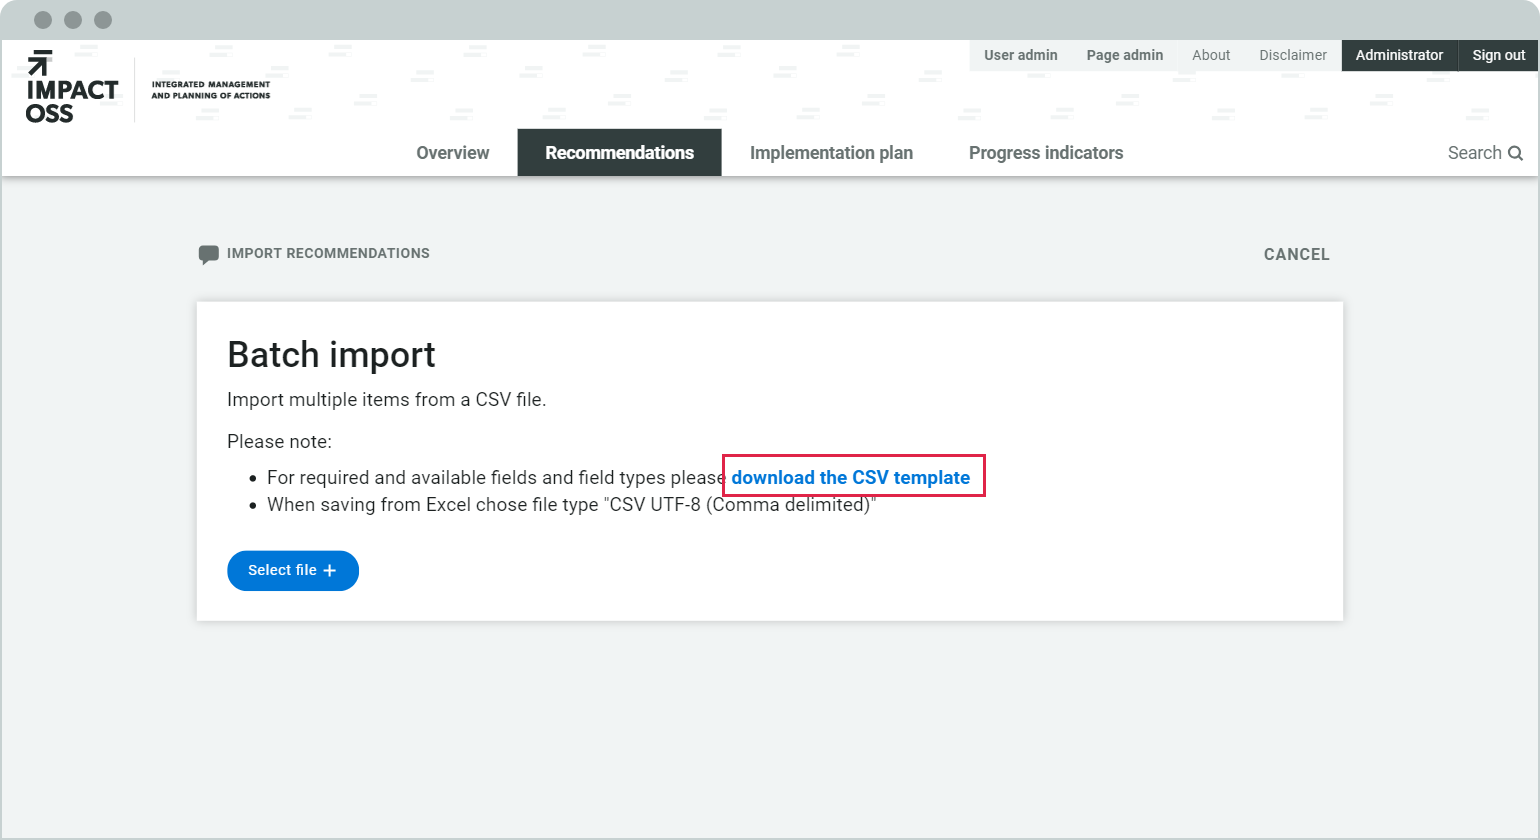 User admin Page admin About Disclaimer Administrator Sign out
IMPACT
OSS
INTEGRATED MANAGEMENT
AND PLANNING OF ACTIONS
Overview Recommendations Implementation plan Progress indicators Search
IMPORT RECOMMENDATIONS CANCEL
Batch import
Import multiple items from a CSV file.
Please note:
• For required and available fields and field types please download the CSV template
• When saving from Excel chose file type "CSV UTF-8 (Comma delimited)"
Select file +